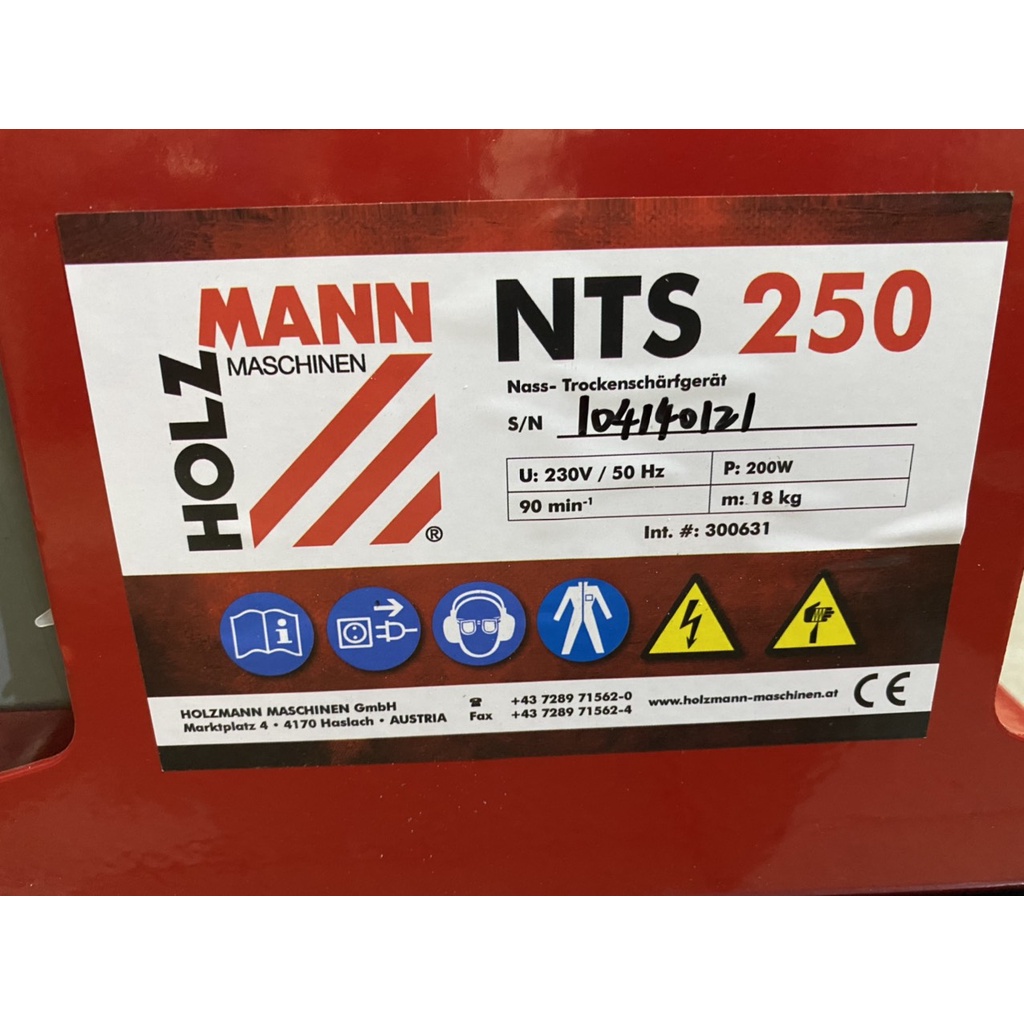 HOLZ
MANN
MASCHINEN
®
NTS 250
Nass- Trockenschärfgerät
S/N 104140121
U: 230V / 50 Hz P: 200W
90 min⁻¹ m: 18 kg
Int. #: 300631
HOLZMANN MASCHINEN GmbH
Marktplatz 4 • 4170 Haslach • AUSTRIA
☎ +43 7289 71562-0
Fax +43 7289 71562-4
www.holzmann-maschinen.at
CE